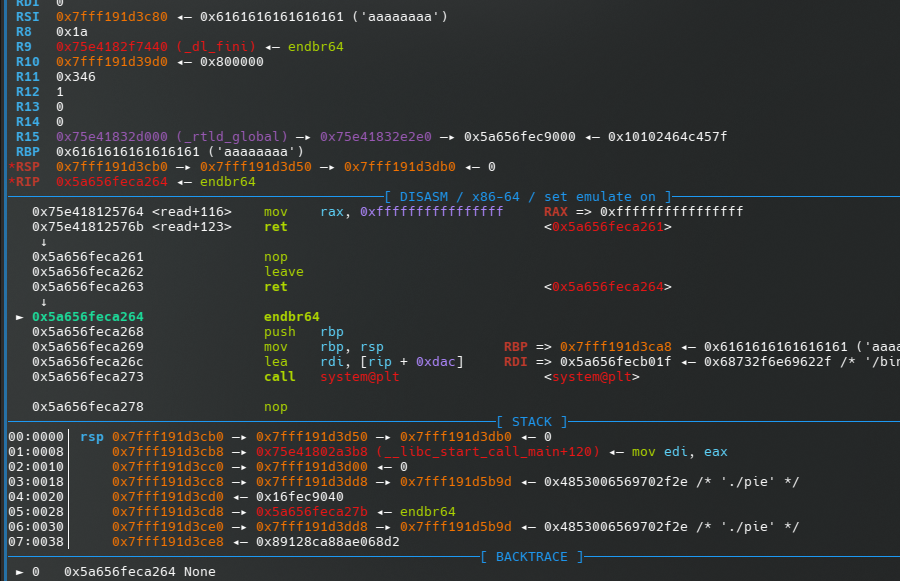 RDI 0
RSI 0x7fff191d3c80 ◂— 0x6161616161616161 ('aaaaaaaa')
R8 0x1a
R9 0x75e4182f7440 (_dl_fini) ◂— endbr64
R10 0x7fff191d39d0 ◂— 0x800000
R11 0x346
R12 1
R13 0
R14 0
R15 0x75e41832d000 (_rtld_global) —▸ 0x75e41832e2e0 —▸ 0x5a656fec9000 ◂— 0x10102464c457f
RBP 0x6161616161616161 ('aaaaaaaa')
*RSP 0x7fff191d3cb0 —▸ 0x7fff191d3d50 —▸ 0x7fff191d3db0 ◂— 0
*RIP 0x5a656feca264 ◂— endbr64
[ DISASM / x86-64 / set emulate on ]
0x75e418125764 <read+116> mov rax, 0xffffffffffffffff RAX => 0xffffffffffffffff
0x75e41812576b <read+123> ret <0x5a656feca261>
↓
0x5a656feca261 nop
0x5a656feca262 leave
0x5a656feca263 ret <0x5a656feca264>
↓
► 0x5a656feca264 endbr64
0x5a656feca268 push rbp
0x5a656feca269 mov rbp, rsp RBP => 0x7fff191d3ca8 ◂— 0x6161616161616161 ('aaaa
0x5a656feca26c lea rdi, [rip + 0xdac] RDI => 0x5a656fecb01f ◂— 0x68732f6e69622f /* '/bin
0x5a656feca273 call system@plt <system@plt>
0x5a656feca278 nop
[ STACK ]
00:0000│ rsp 0x7fff191d3cb0 —▸ 0x7fff191d3d50 —▸ 0x7fff191d3db0 ◂— 0
01:0008│ 0x7fff191d3cb8 —▸ 0x75e41802a3b8 (__libc_start_call_main+120) ◂— mov edi, eax
02:0010│ 0x7fff191d3cc0 —▸ 0x7fff191d3d00 ◂— 0
03:0018│ 0x7fff191d3cc8 —▸ 0x7fff191d3dd8 —▸ 0x7fff191d5b9d ◂— 0x4853006569702f2e /* './pie' */
04:0020│ 0x7fff191d3cd0 ◂— 0x16fec9040
05:0028│ 0x7fff191d3cd8 —▸ 0x5a656feca27b ◂— endbr64
06:0030│ 0x7fff191d3ce0 —▸ 0x7fff191d3dd8 —▸ 0x7fff191d5b9d ◂— 0x4853006569702f2e /* './pie' */
07:0038│ 0x7fff191d3ce8 ◂— 0x89128ca88ae068d2
[ BACKTRACE ]
► 0 0x5a656feca264 None